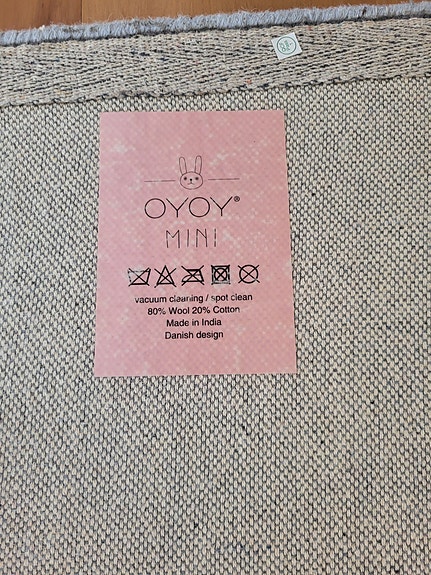 OYOY®
MINI
vacuum cleaning / spot clean
80% Wool 20% Cotton
Made in India
Danish design